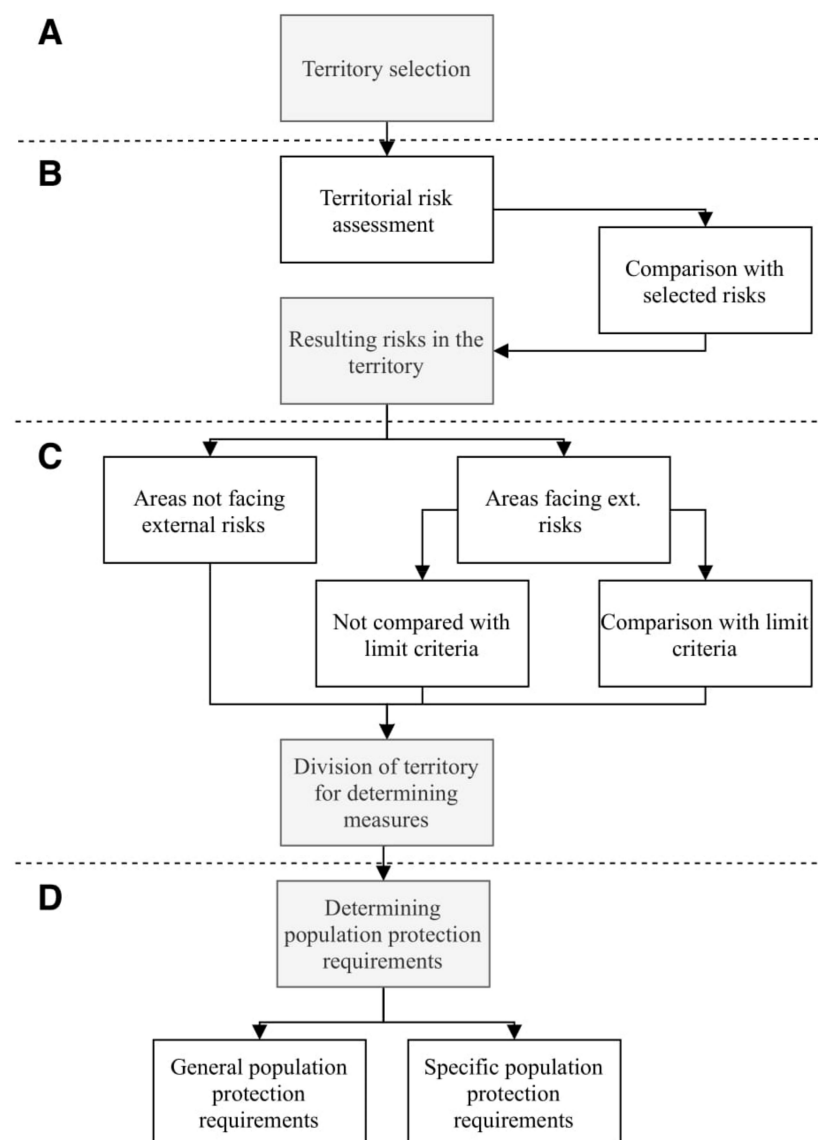 A
Territory selection
B
Territorial risk
assessment
Comparison with
selected risks
Resulting risks in the
territory
C
Areas not facing
external risks
Areas facing ext.
risks
Not compared with
limit criteria
Comparison with limit
criteria
Division of territory
for determining
measures
D
Determining
population protection
requirements
General population
protection
requirements
Specific population
protection
requirements